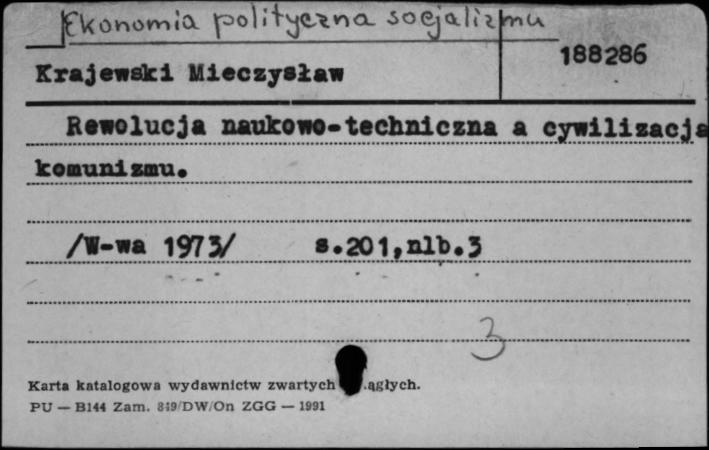 Ekonomia polityczna socjalizmu
188286
Krajewski Mieczysław
Rewolucja naukowo-techniczna a cywilizacja
komunizmu.
/W-wa 1973/ s.201,nlb.3
3
Karta katalogowa wydawnictw zwartych ągłych.
PU — B144 Zam. 849/DW/On ZGG — 1991